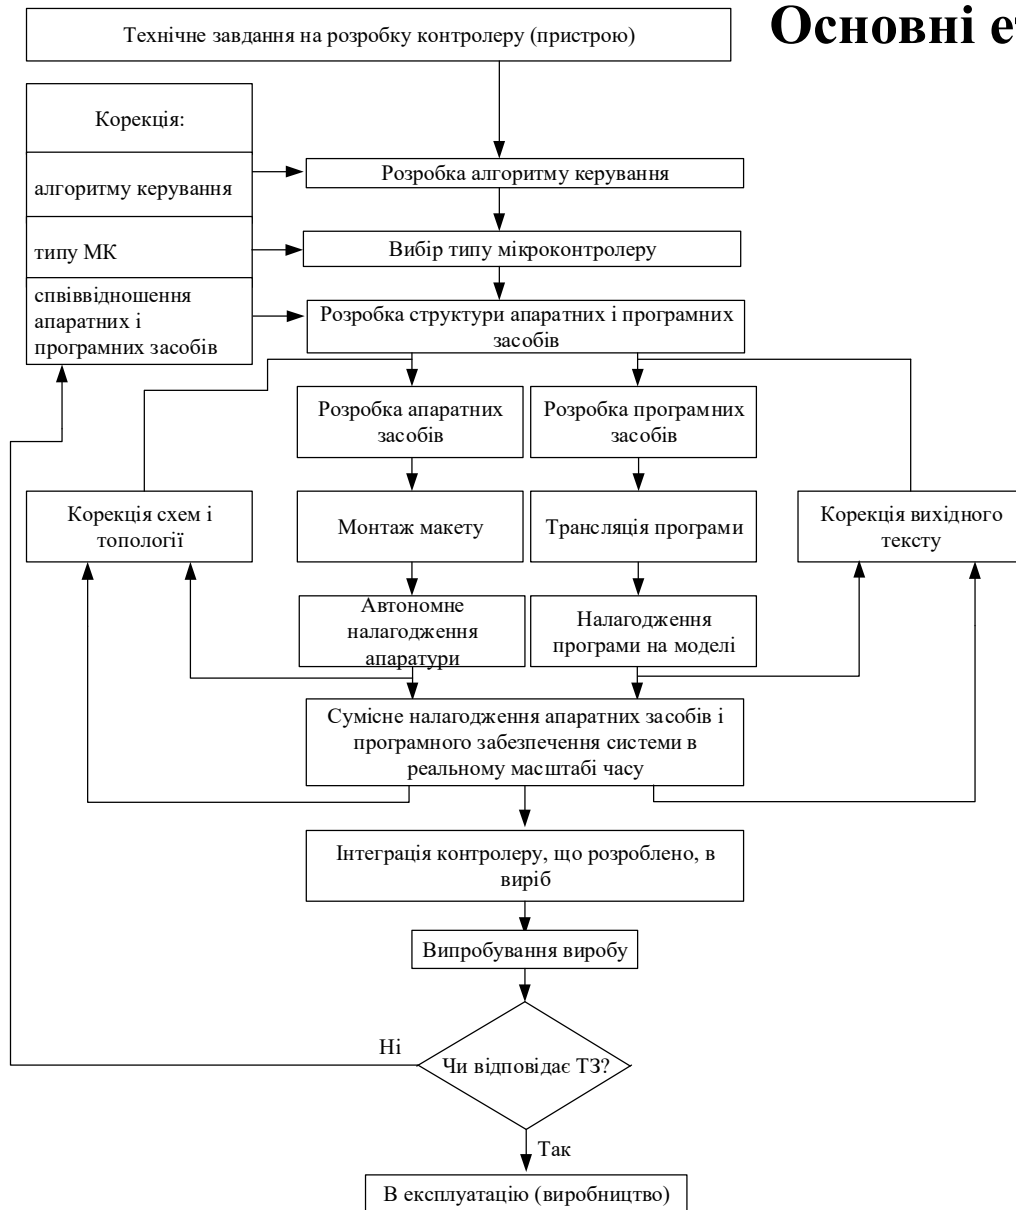 Основні ет
Технічне завдання на розробку контролеру (пристрою)
Корекція:
алгоритму керування
Розробка алгоритму керування
типу МК
Вибір типу мікроконтролеру
спвіввідношення
апаратних і
програмних засобів
Розробка структури апаратних і програмних
засобів
Розробка апаратних
засобів
Розробка програмних
засобів
Корекція схем і
топології
Монтаж макету
Трансляція програми
Корекція вихідного
тексту
Автономне
налагодження
апаратури
Налагодження
програми на моделі
Сумісне налагодження апаратних засобів і
програмного забезпечення системи в
реальному масштабі часу
Інтеграція контролеру, що розроблено, в
виріб
Випробування виробу
Ні
Чи відповідає ТЗ?
Так
В експлуатацію (виробництво)